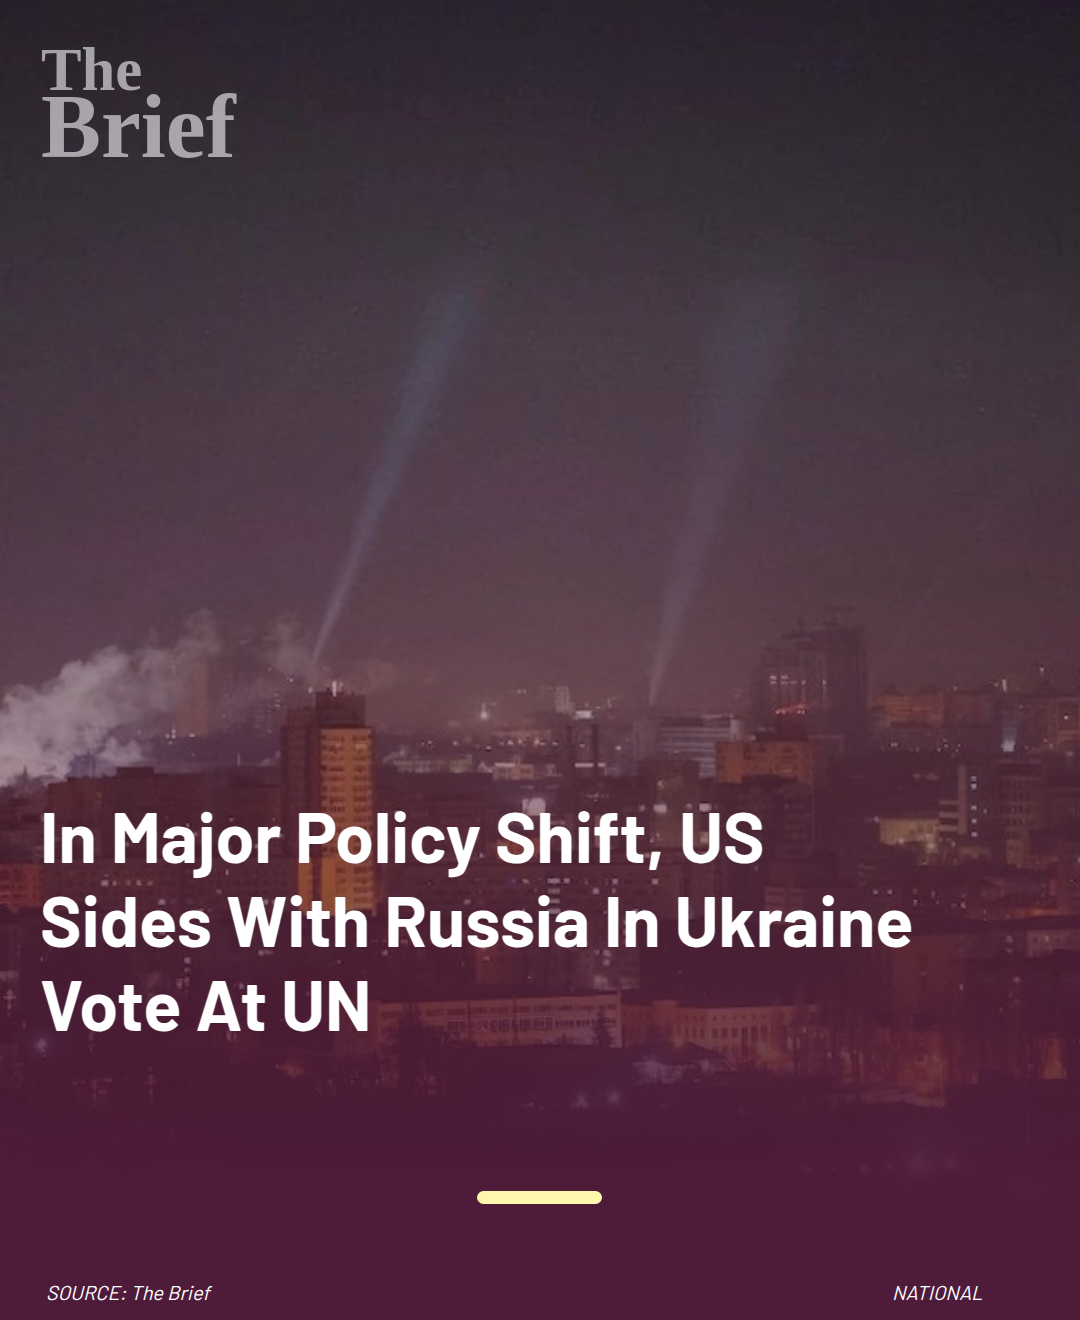 The
Brief
In Major Policy Shift, US
Sides With Russia In Ukraine
Vote At UN
SOURCE: The Brief
NATIONAL